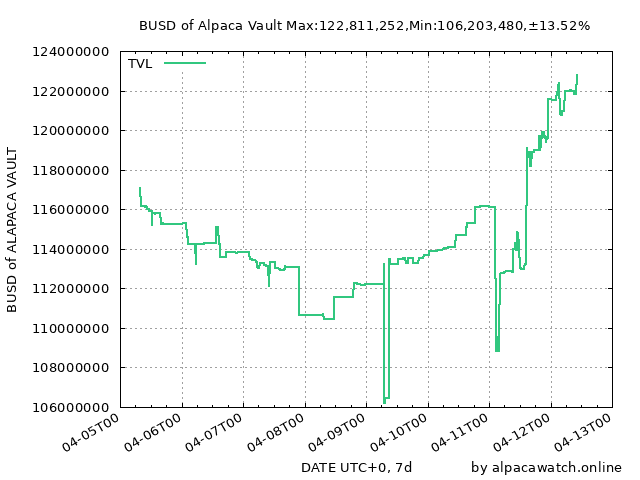 BUSD of Alpaca Vault Max:122,811,252,Min:106,203,480,±13.52%
TVL
124000000
122000000
120000000
118000000
116000000
114000000
112000000
110000000
108000000
106000000
BUSD of ALAPACA VAULT
04-05T00
04-06T00
04-07T00
04-08T00
04-09T00
04-10T00
04-11T00
04-12T00
04-13T00
DATE UTC+0, 7d
by alpacawatch.online